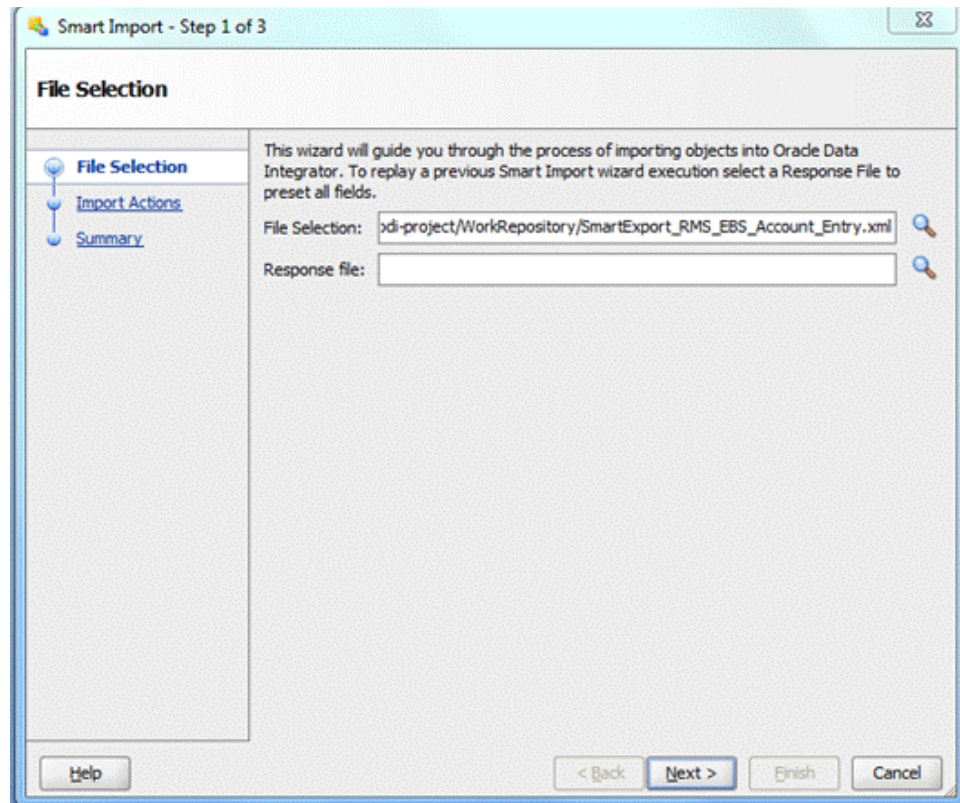 Smart Import - Step 1 of 3
File Selection
File Selection
Import Actions
Summary
This wizard will guide you through the process of importing objects into Oracle Data
Integrator. To replay a previous Smart Import wizard execution select a Response File to
preset all fields.
File Selection: odi-project/WorkRepository/SmartExport_RMS_EBS_Account_Entry.xml
Response file:
Help
< Back Next > Finish Cancel